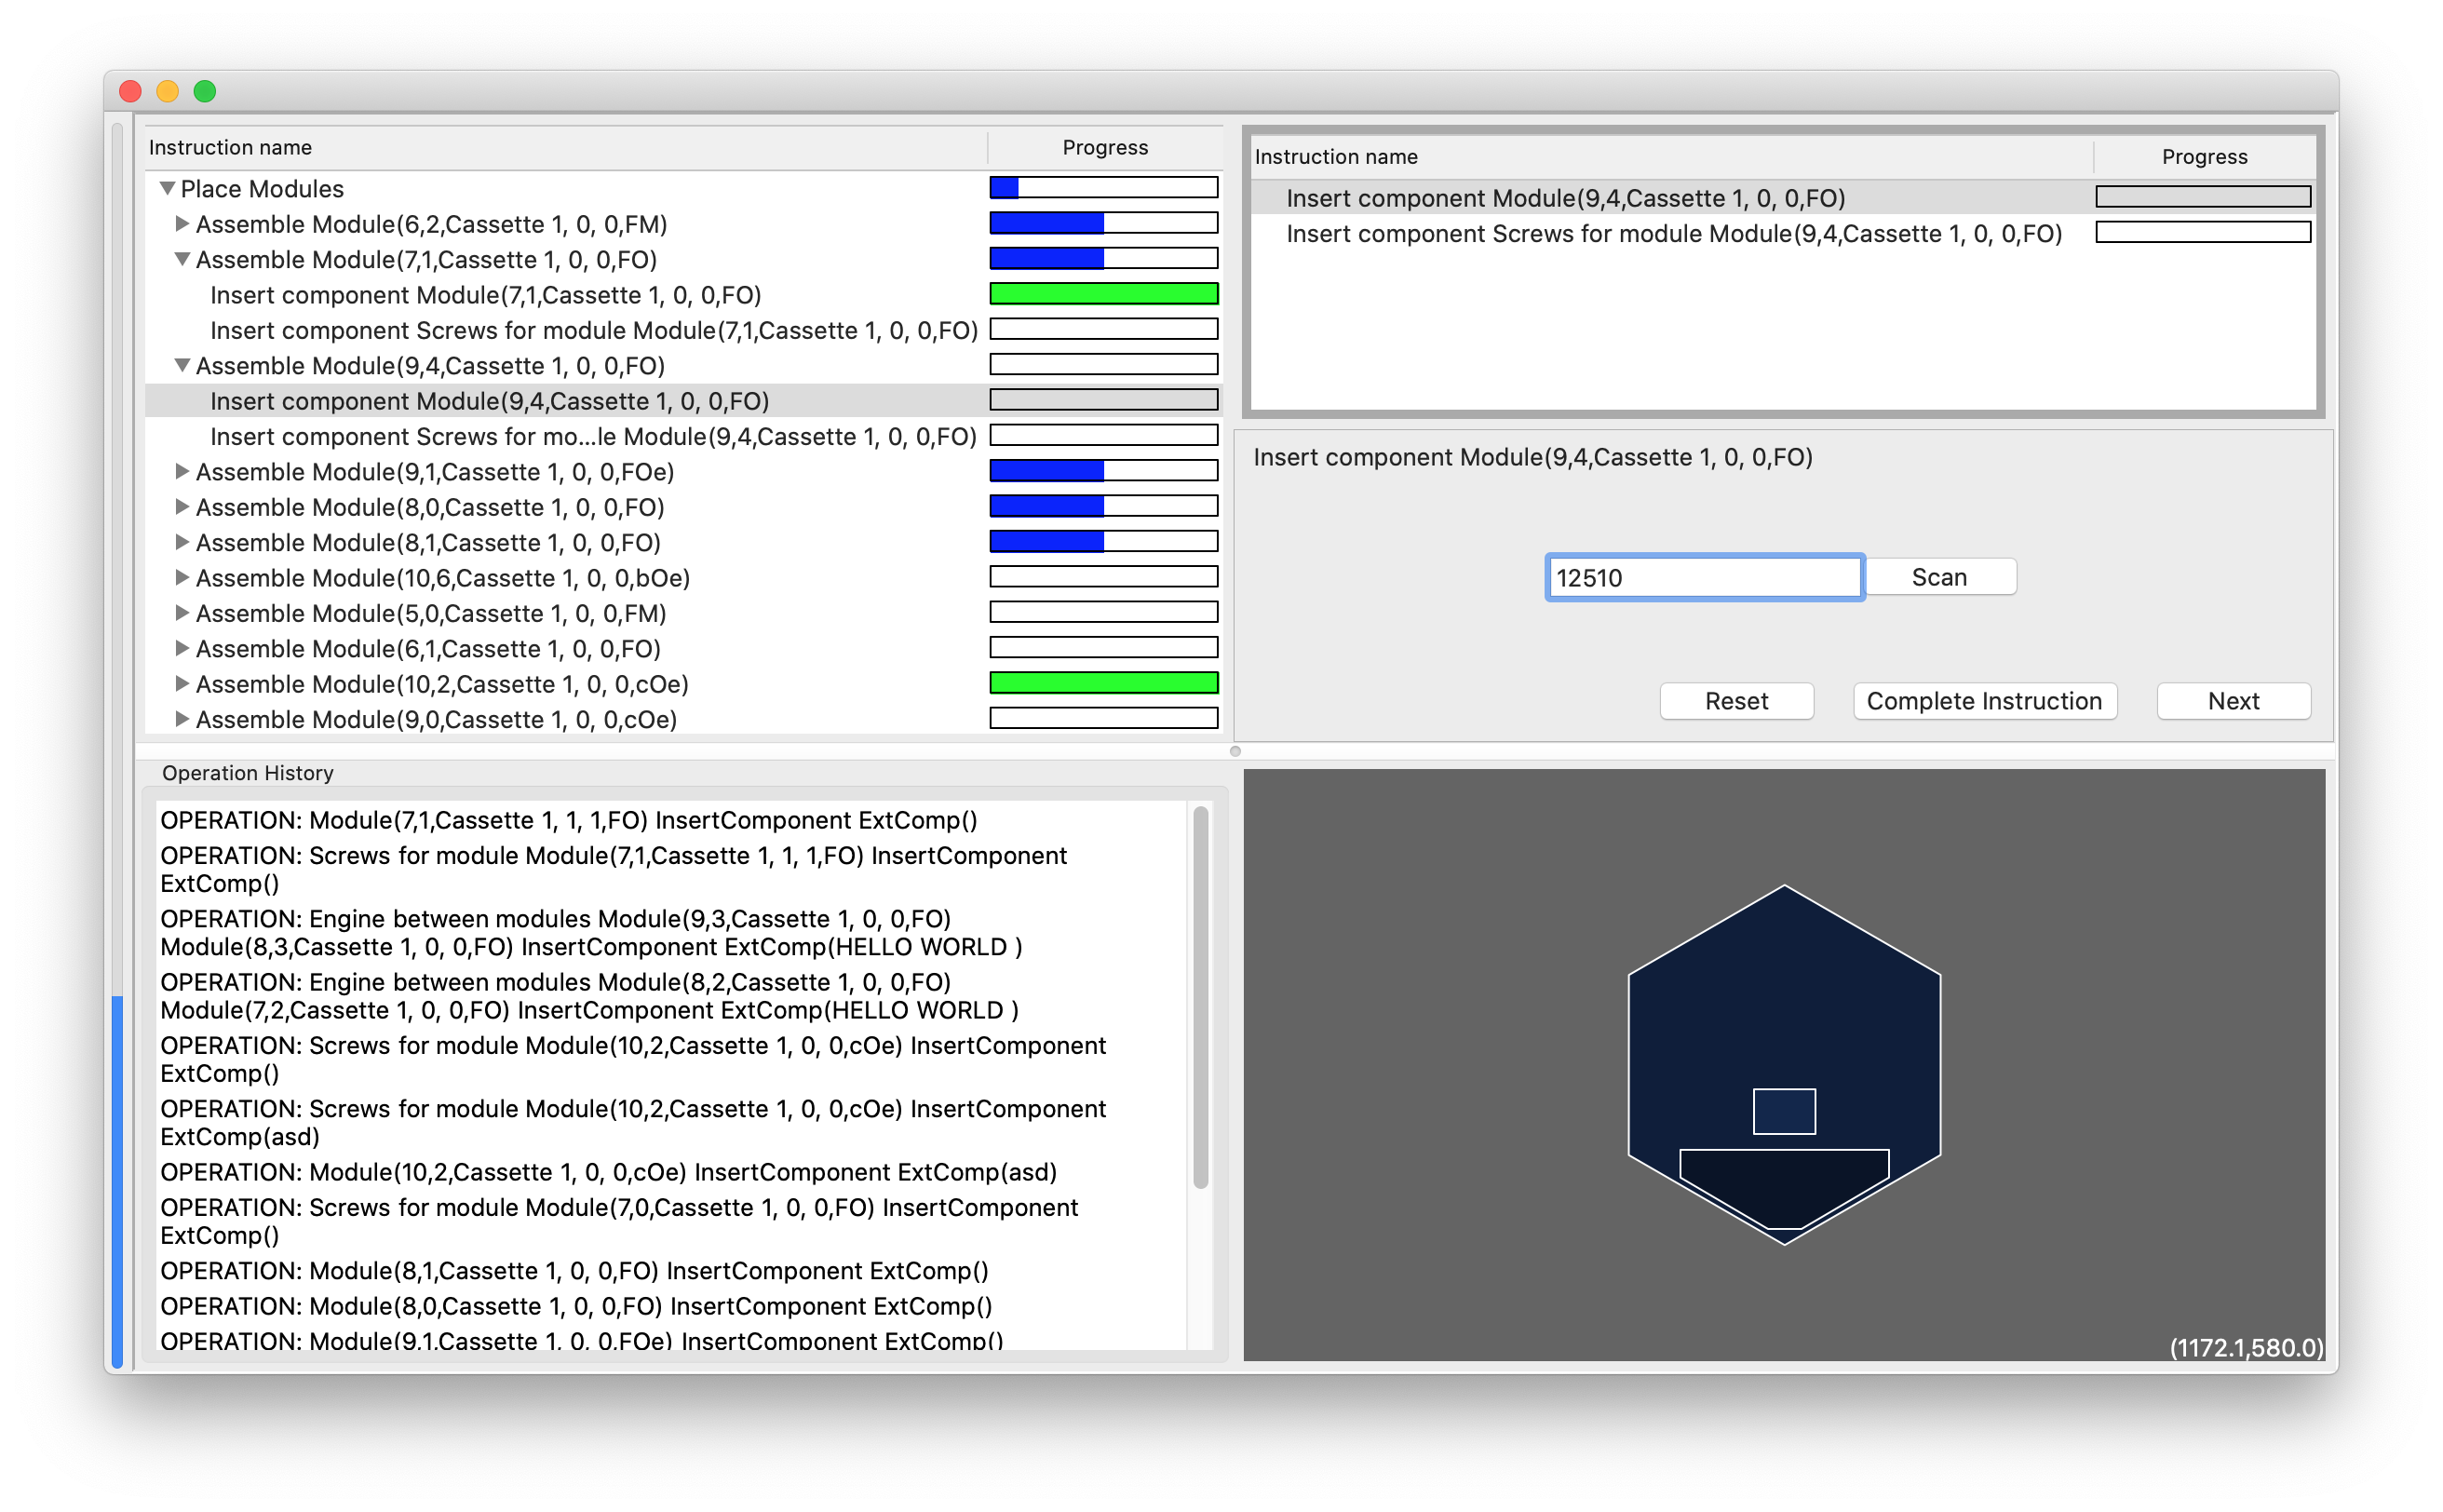 Instruction name Progress
Place Modules
Assemble Module(6,2,Cassette 1, 0, 0,FM)
Assemble Module(7,1,Cassette 1, 0, 0,FO)
Insert component Module(7,1,Cassette 1, 0, 0,FO)
Insert component Screws for module Module(7,1,Cassette 1, 0, 0,FO)
Assemble Module(9,4,Cassette 1, 0, 0,FO)
Insert component Module(9,4,Cassette 1, 0, 0,FO)
Insert component Screws for mo...le Module(9,4,Cassette 1, 0, 0,FO)
Assemble Module(9,1,Cassette 1, 0, 0,FOe)
Assemble Module(8,0,Cassette 1, 0, 0,FO)
Assemble Module(8,1,Cassette 1, 0, 0,FO)
Assemble Module(10,6,Cassette 1, 0, 0,bOe)
Assemble Module(5,0,Cassette 1, 0, 0,FM)
Assemble Module(6,1,Cassette 1, 0, 0,FO)
Assemble Module(10,2,Cassette 1, 0, 0,cOe)
Assemble Module(9,0,Cassette 1, 0, 0,cOe)
Instruction name Progress
Insert component Module(9,4,Cassette 1, 0, 0,FO)
Insert component Screws for module Module(9,4,Cassette 1, 0, 0,FO)
Insert component Module(9,4,Cassette 1, 0, 0,FO)
12510 Scan
Reset Complete Instruction Next
Operation History
OPERATION: Module(7,1,Cassette 1, 1, 1,FO) InsertComponent ExtComp()
OPERATION: Screws for module Module(7,1,Cassette 1, 1, 1,FO) InsertComponent
ExtComp()
OPERATION: Engine between modules Module(9,3,Cassette 1, 0, 0,FO)
Module(8,3,Cassette 1, 0, 0,FO) InsertComponent ExtComp(HELLO WORLD )
OPERATION: Engine between modules Module(8,2,Cassette 1, 0, 0,FO)
Module(7,2,Cassette 1, 0, 0,FO) InsertComponent ExtComp(HELLO WORLD )
OPERATION: Screws for module Module(10,2,Cassette 1, 0, 0,cOe) InsertComponent
ExtComp()
OPERATION: Screws for module Module(10,2,Cassette 1, 0, 0,cOe) InsertComponent
ExtComp(asd)
OPERATION: Module(10,2,Cassette 1, 0, 0,cOe) InsertComponent ExtComp(asd)
OPERATION: Screws for module Module(7,0,Cassette 1, 0, 0,FO) InsertComponent
ExtComp()
OPERATION: Module(8,1,Cassette 1, 0, 0,FO) InsertComponent ExtComp()
OPERATION: Module(8,0,Cassette 1, 0, 0,FO) InsertComponent ExtComp()
OPERATION: Module(9,1,Cassette 1, 0, 0,FOe) InsertComponent ExtComp()
(1172.1,580.0)